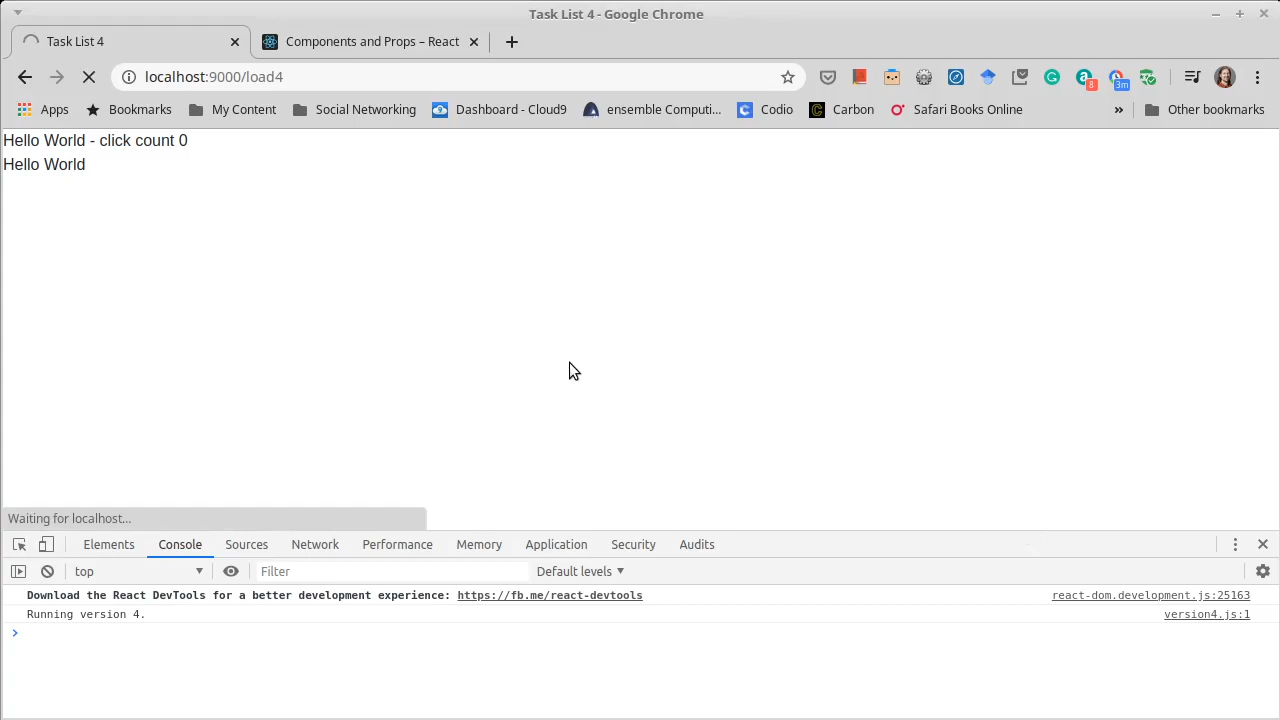 Task List 4 - Google Chrome
Task List 4
Components and Props – React
localhost:9000/load4
8
3m
Apps
Bookmarks
My Content
Social Networking
Dashboard - Cloud9
ensemble Computi...
Codio
Carbon
Safari Books Online
»
Other bookmarks
Hello World - click count 0
Hello World
Waiting for localhost...
Elements Console Sources Network Performance Memory Application Security Audits
top Filter Default levels
Download the React DevTools for a better development experience: https://fb.me/react-devtools react-dom.development.js:25163
Running version 4. version4.js:1